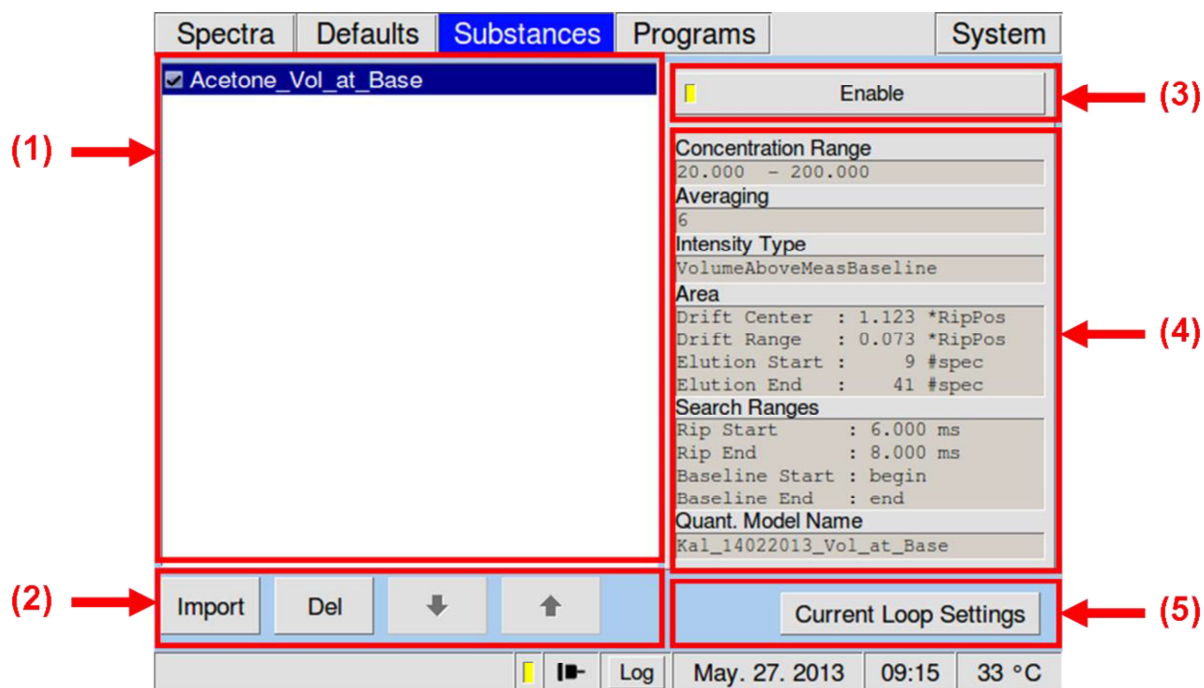 Spectra Defaults Substances Programs System
Acetone_Vol_at_Base
Enable
(3)
(1)
Concentration Range
20.000 - 200.000
Averaging
6
Intensity Type
VolumeAboveMeasBaseline
Area
Drift Center : 1.123 *RipPos
Drift Range : 0.073 *RipPos
Elution Start : 9 #spec
Elution End : 41 #spec
(4)
Search Ranges
Rip Start : 6.000 ms
Rip End : 8.000 ms
Baseline Start : begin
Baseline End : end
Quant. Model Name
Kal_14022013_Vol_at_Base
(2)
Import Del
Current Loop Settings
(5)
Log May. 27. 2013 09:15 33 °C